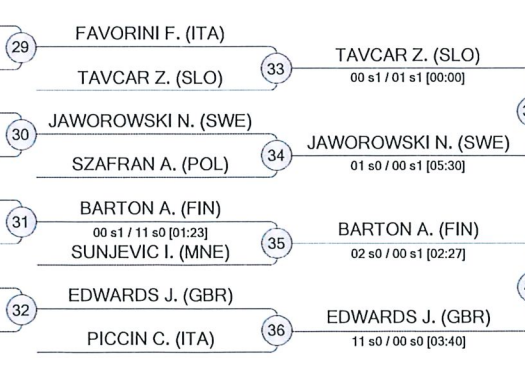 29
FAVORINI F. (ITA)
TAVCAR Z. (SLO)
33
TAVCAR Z. (SLO)
00 s1 / 01 s1 [00:00]
30
JAWOROWSKI N. (SWE)
SZAFRAN A. (POL)
34
JAWOROWSKI N. (SWE)
01 s0 / 00 s1 [05:30]
31
BARTON A. (FIN)
00 s1 / 11 s0 [01:23]
SUNJEVIC I. (MNE)
35
BARTON A. (FIN)
02 s0 / 00 s1 [02:27]
32
EDWARDS J. (GBR)
PICCIN C. (ITA)
36
EDWARDS J. (GBR)
11 s0 / 00 s0 [03:40]